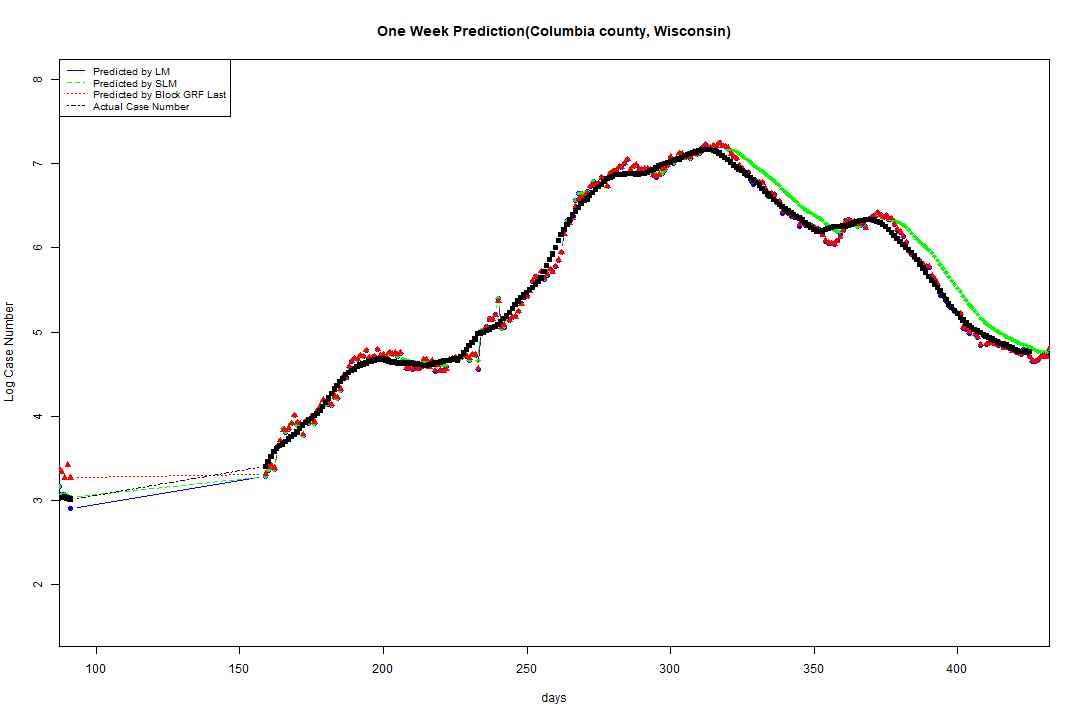 One Week Prediction(Columbia county, Wisconsin)
Predicted by LM
Predicted by SLM
Predicted by Block GRF Last
Actual Case Number
8
7
6
5
4
3
2
Log Case Number
100 150 200 250 300 350 400
days